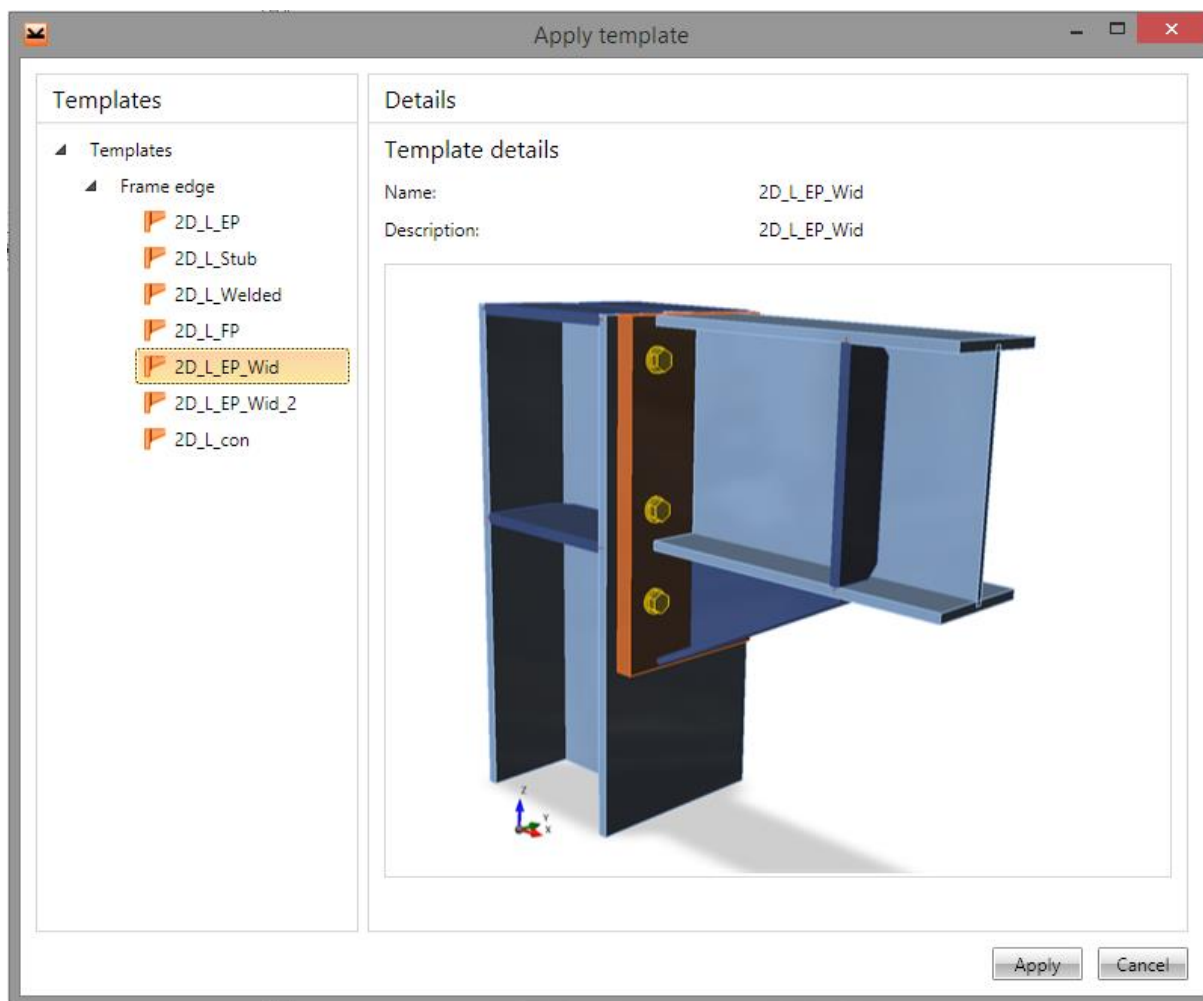 Apply template
Templates
Templates
Frame edge
2D_L_EP
2D_L_Stub
2D_L_Welded
2D_L_FP
2D_L_EP_Wid
2D_L_EP_Wid_2
2D_L_con
Details
Template details
Name: 2D_L_EP_Wid
Description: 2D_L_EP_Wid
Z
Y
X
Apply Cancel